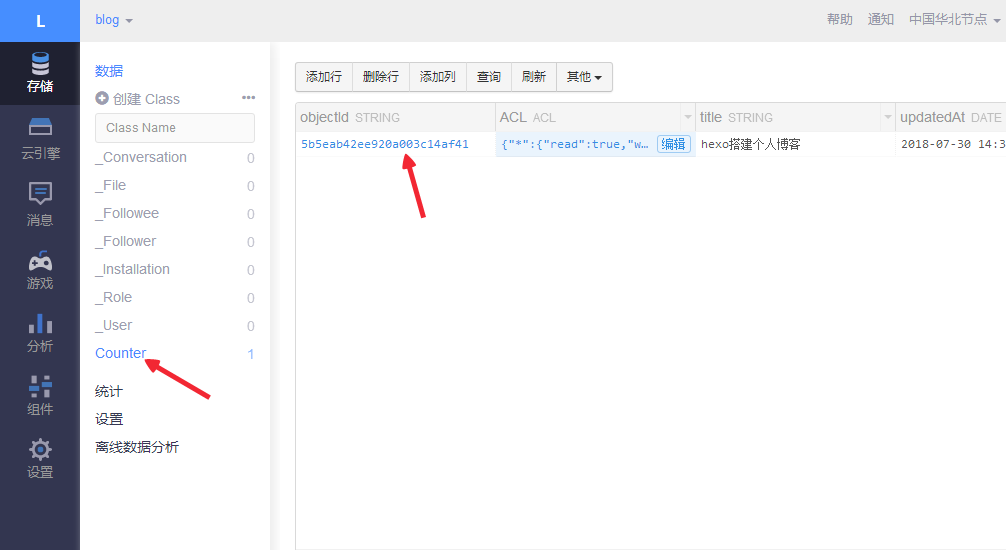 L
blog
帮助 通知 中国华北节点
存储
云引擎
消息
游戏
分析
组件
设置
数据
创建 Class
Class Name
_Conversation 0
_File 0
_Followee 0
_Follower 0
_Installation 0
_Role 0
_User 0
Counter 1
统计
设置
离线数据分析
添加行 删除行 添加列 查询 刷新 其他
objectId STRING ACL ACL title STRING updatedAt DATE
5b5eab42ee920a003c14af41 {"*":{"read":true,"w… 编辑 hexo搭建个人博客 2018-07-30 14:3